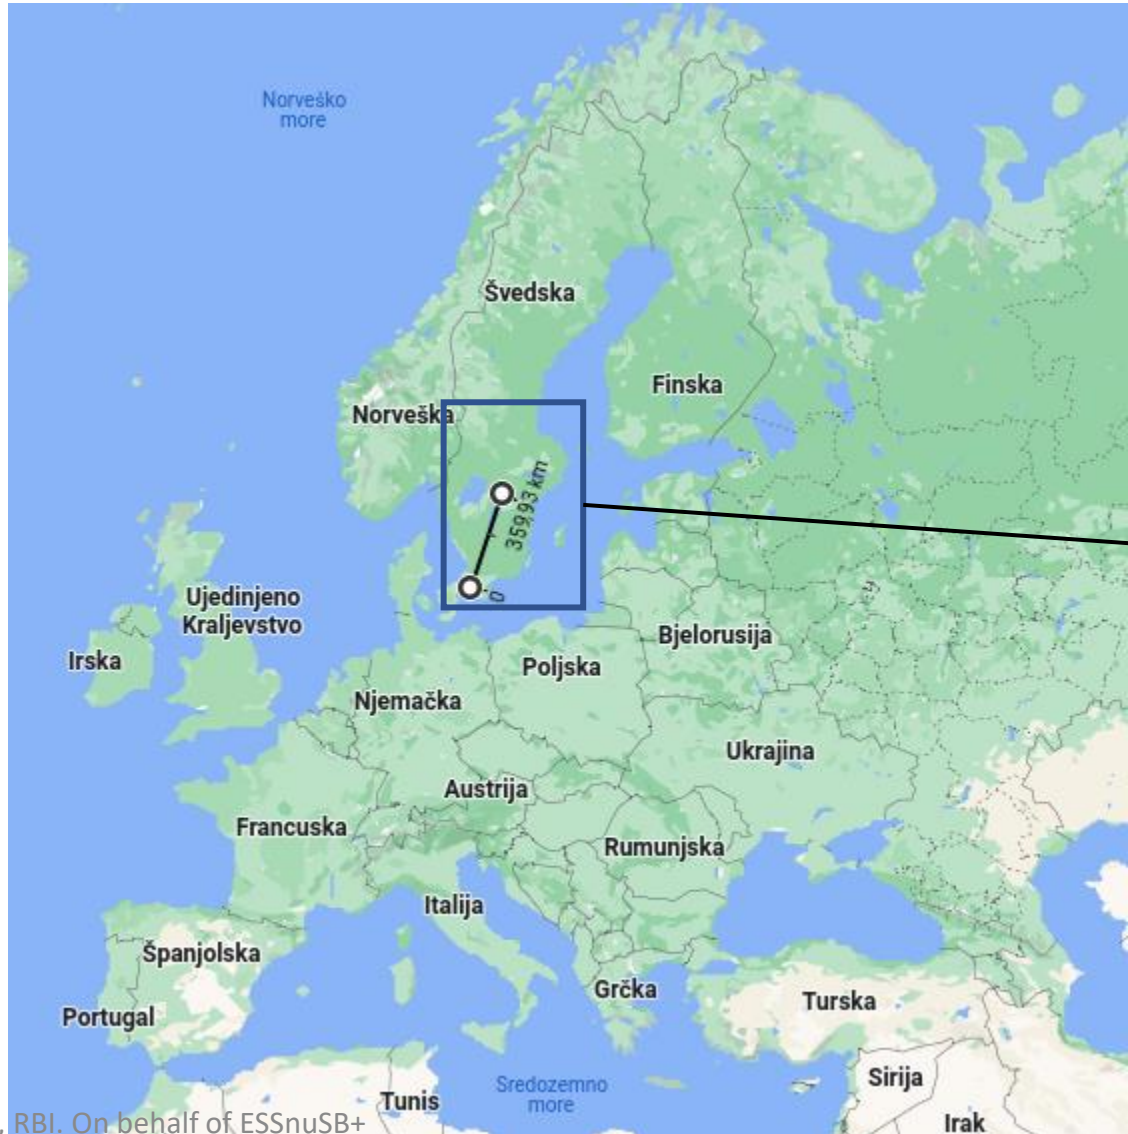 Norveško
more
Švedska
Finska
Norveška
359,93 km
0
Ujedinjeno
Kraljevstvo
Irska
Bjelorusija
Poljska
Njemačka
Ukrajina
Austrija
Francuska
Rumunjska
Italija
Španjolska
Grčka
Turska
Portugal
Sirija
Sredozemno
more
Tunis
Irak
, RBI. On behalf of ESSnuSB+